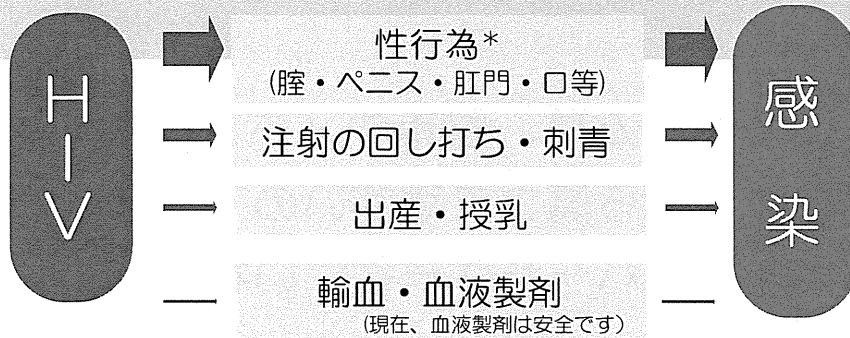 HIV
性行為*
(膣・ペニス・肛門・口等)
注射の回し打ち・刺青
出産・授乳
輸血・血液製剤
(現在、血液製剤は安全です)
感染